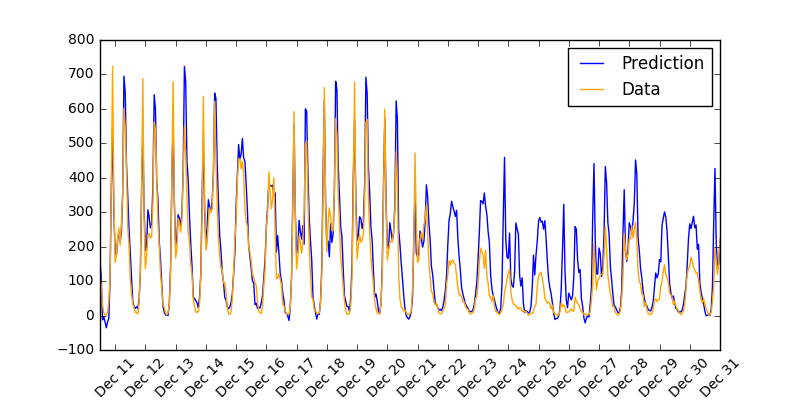 800
700
600
500
400
300
200
100
0
−100
Prediction
Data
Dec 11
Dec 12
Dec 13
Dec 14
Dec 15
Dec 16
Dec 17
Dec 18
Dec 19
Dec 20
Dec 21
Dec 22
Dec 23
Dec 24
Dec 25
Dec 26
Dec 27
Dec 28
Dec 29
Dec 30
Dec 31